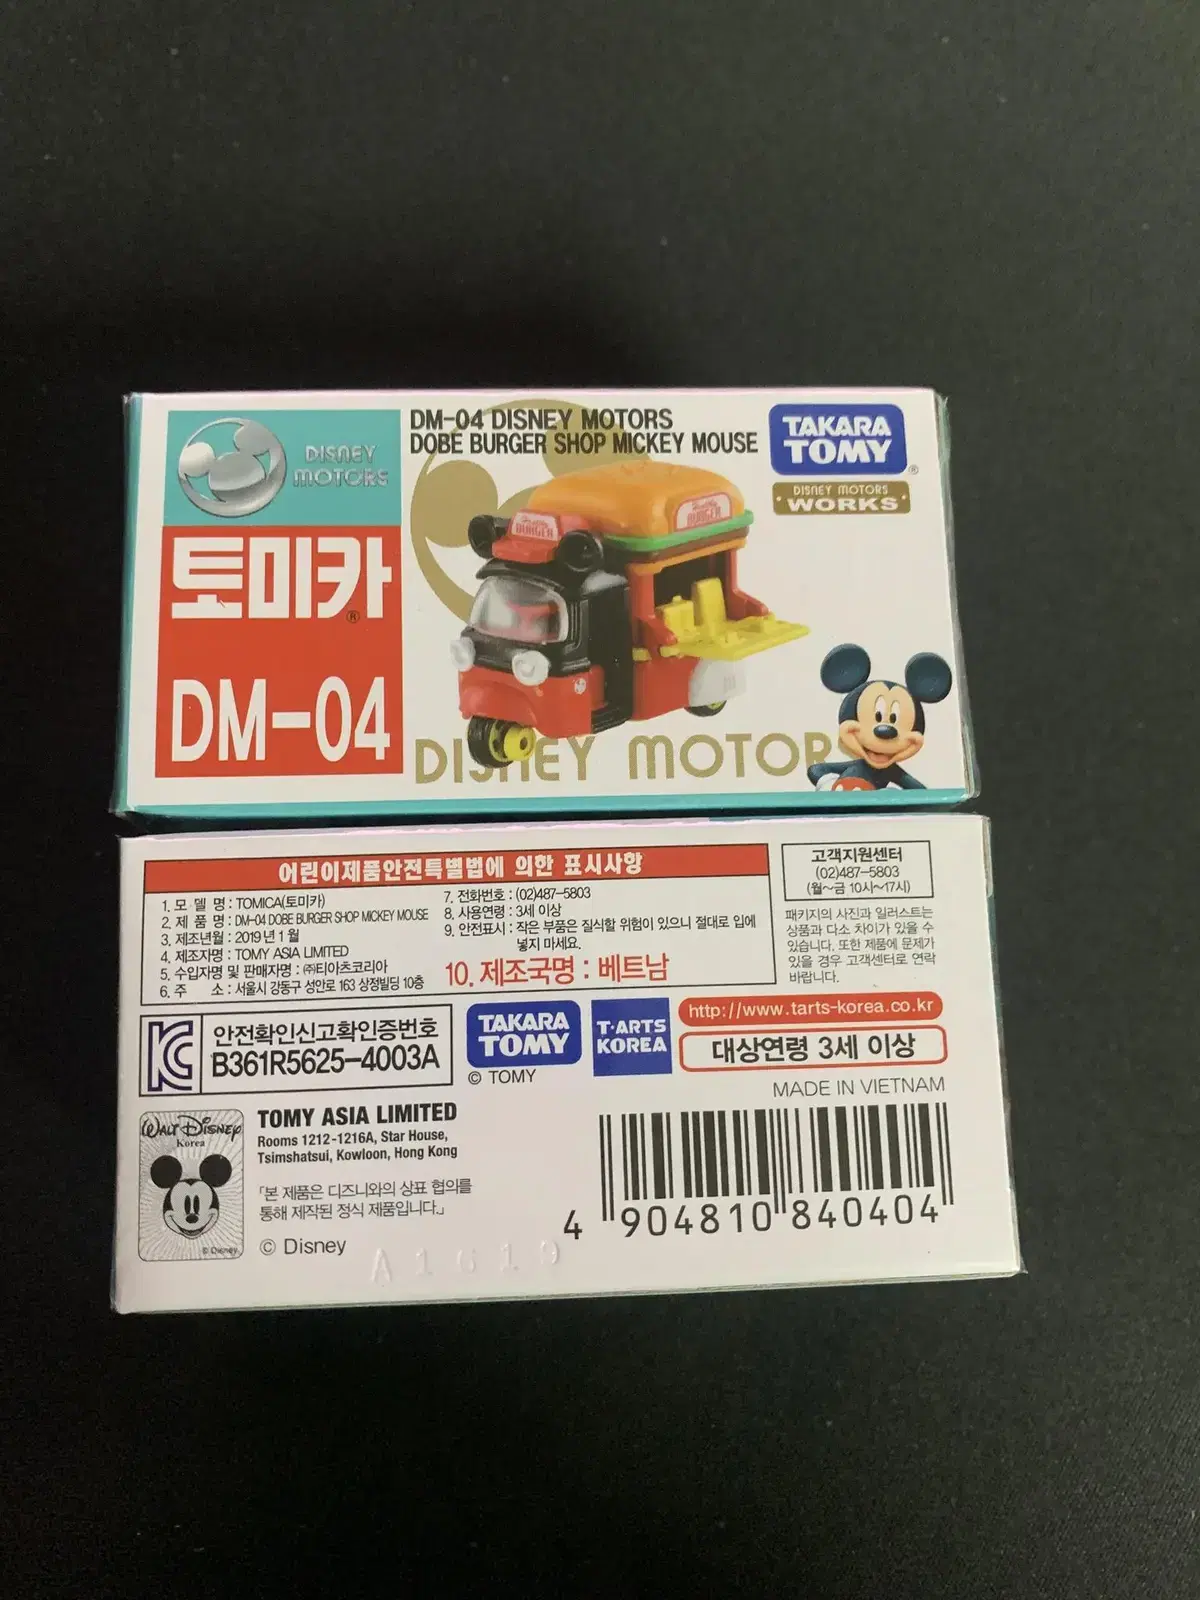 DISNEY
MOTORS
DM-04 DISNEY MOTORS
DOBE BURGER SHOP MICKEY MOUSE
TAKARA
TOMY
®
DISNEY MOTORS
WORKS
BURGER
BURGER
토미카
®
DM-04
DISNEY MOTORS
어린이제품안전특별법에 의한 표시사항
1. 모 델 명 : TOMICA(토미카)
2. 제 품 명 : DM-04 DOBE BURGER SHOP MICKEY MOUSE
3. 제조년월 : 2019년 1월
4. 제조자명 : TOMY ASIA LIMITED
5. 수입자명 및 판매자명 : ㈜티아츠코리아
6. 주 소 : 서울시 강동구 성안로 163 상정빌딩 10층
7. 전화번호 : (02)487-5803
8. 사용연령 : 3세 이상
9. 안전표시 : 작은 부품은 질식할 위험이 있으니 절대로 입에
넣지 마세요.
10. 제조국명 : 베트남
고객지원센터
(02)487-5803
(월~금 10시~17시)
패키지의 사진과 일러스트는
상품과 다소 차이가 있을 수
있습니다. 또한 제품에 문제가
있을 경우 고객센터로 연락
바랍니다.
안전확인신고확인증번호
B361R5625-4003A
TAKARA
TOMY
© TOMY
T-ARTS
KOREA
http://www.tarts-korea.co.kr
대상연령 3세 이상
MADE IN VIETNAM
WALT DISNEY
Korea
© Disney
TOMY ASIA LIMITED
Rooms 1212-1216A, Star House,
Tsimshatsui, Kowloon, Hong Kong
「본 제품은 디즈니와의 상표 협의를
통해 제작된 정식 제품입니다.」
© Disney
A1619
4 904810 840404